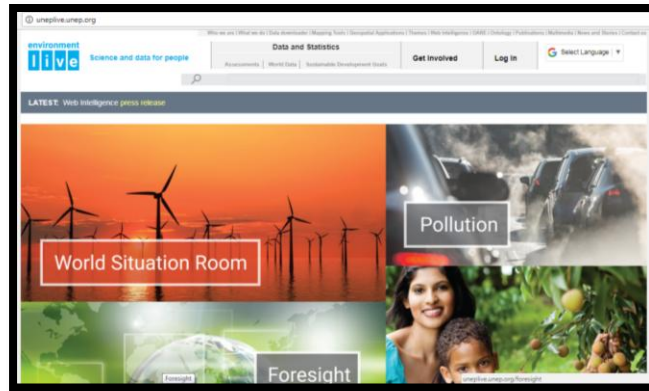 uneplive.unep.org
Who we are | What we do | Data downloader | Mapping Tools | Geospatial Applications | Themes | Web Intelligence | OARE | Ontology | Publications | Multimedia | News and Stories | Contact us
environment
live
Science and data for people
Data and Statistics
Assessments | World Data | Sustainable Development Goals
Get Involved
Log In
G Select Language ▼
LATEST: Web Intelligence press release
World Situation Room
Pollution
Foresight
Foresight
uneplive.unep.org/foresight